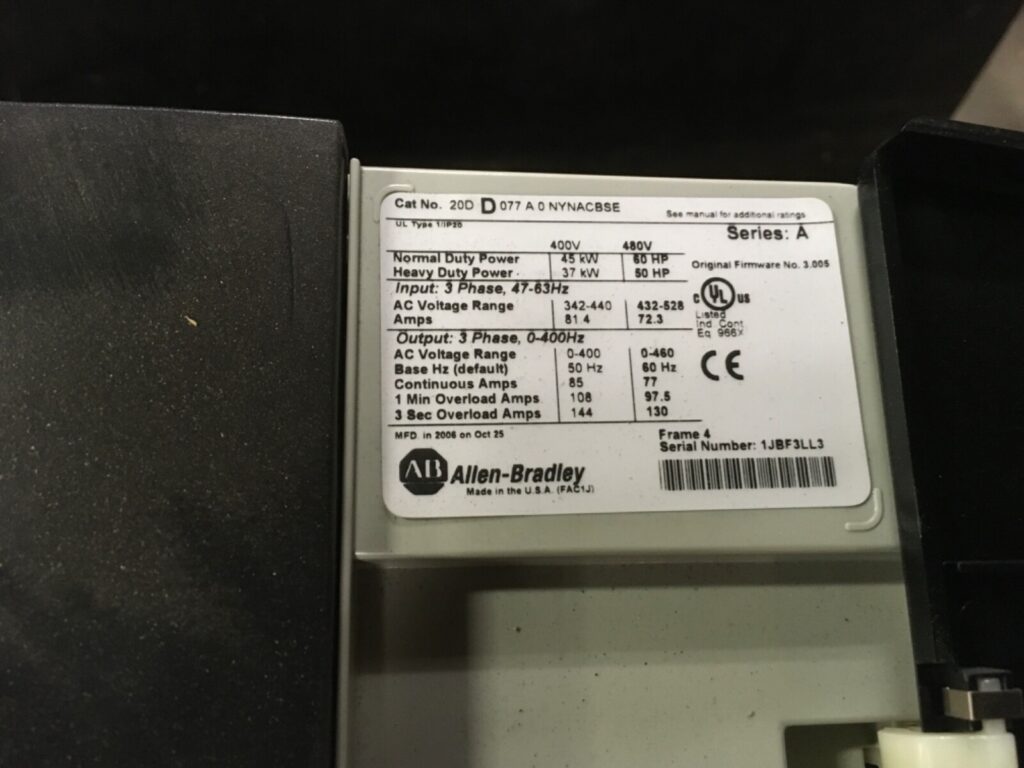 Cat No. 20D D 077 A 0 NYNACBSE
See manual for additional ratings
UL Type 1/IP20
Series: A
400V 480V
Normal Duty Power 45 kW 60 HP
Heavy Duty Power 37 kW 50 HP
Original Firmware No. 3.005
Input: 3 Phase, 47-63Hz
AC Voltage Range 342-440 432-528
Amps 81.4 72.3
C UL US
Listed
Ind. Cont.
Eq. 966X
Output: 3 Phase, 0-400Hz
AC Voltage Range 0-400 0-460
Base Hz (default) 50 Hz 60 Hz
Continuous Amps 85 77
1 Min Overload Amps 108 97.5
3 Sec Overload Amps 144 130
CE
MFD. in 2006 on Oct 25
Frame 4
Serial Number: 1JBF3LL3
AB Allen-Bradley
Made in the U.S.A. (FAC1J)